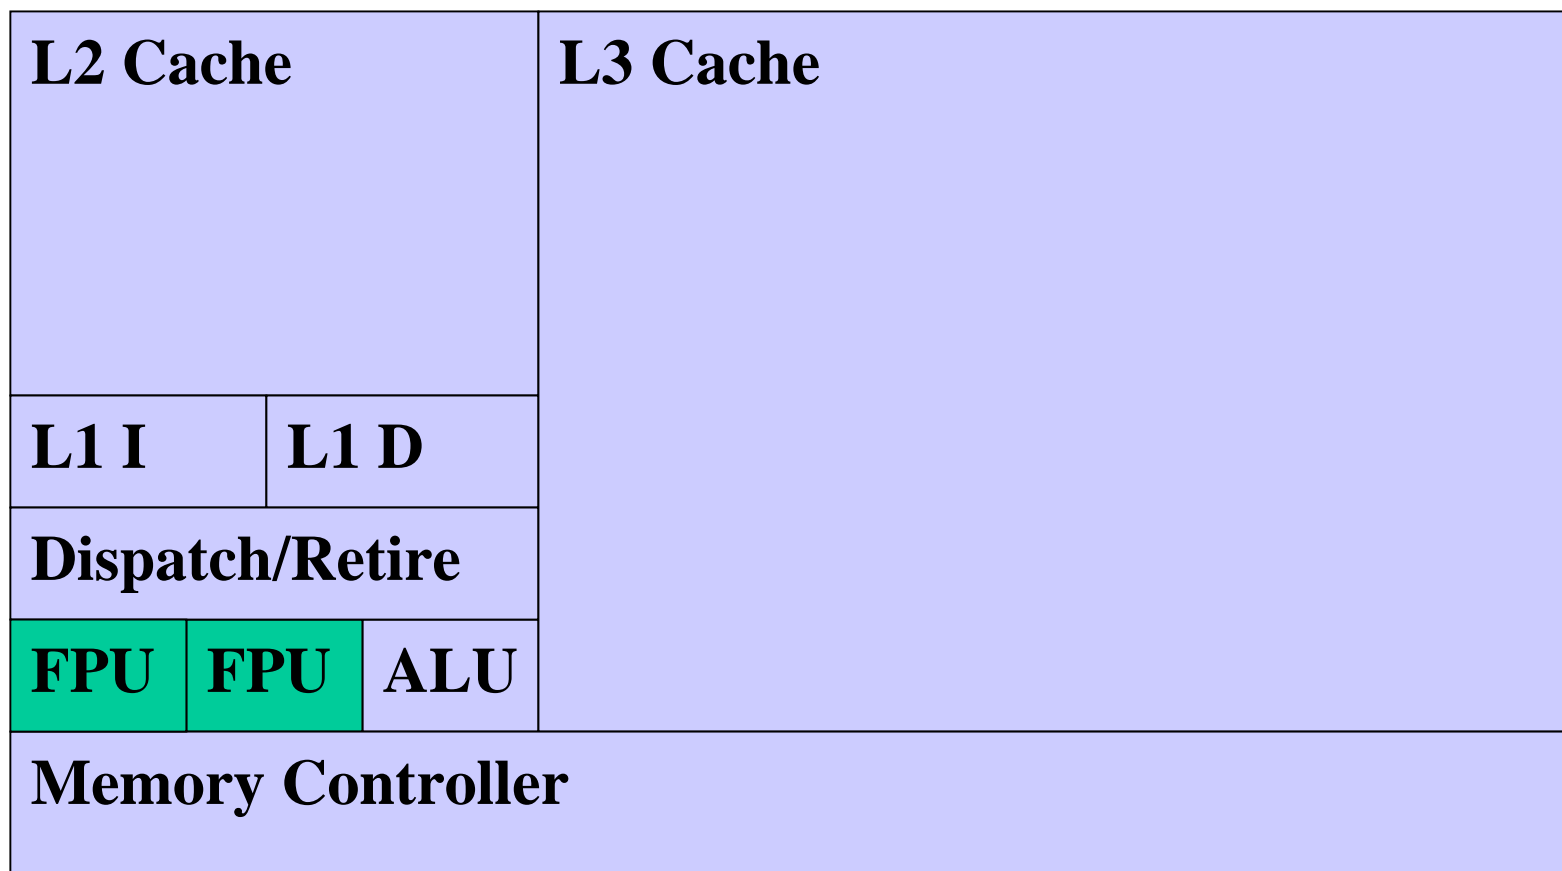 L2 Cache
L3 Cache
L1 I
L1 D
Dispatch/Retire
FPU
FPU
ALU
Memory Controller